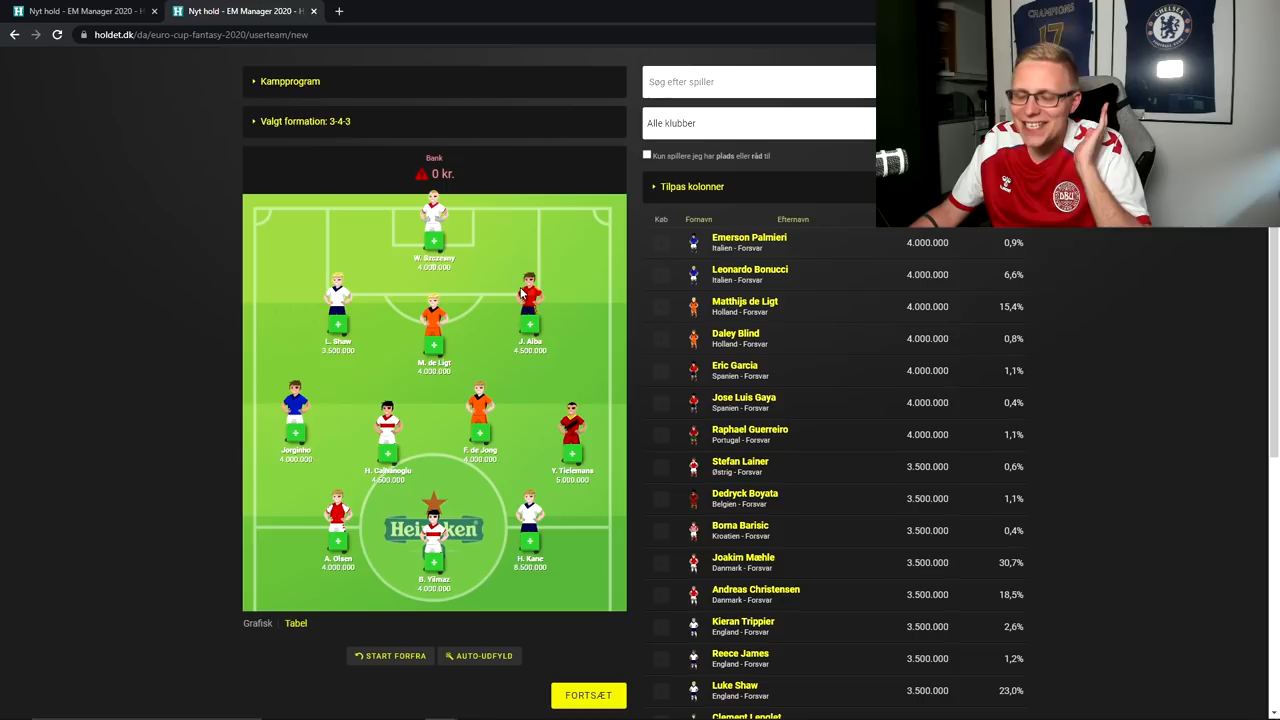 Nyt hold - EM Manager 2020 - H
Nyt hold - EM Manager 2020 - H
holdet.dk/da/euro-cup-fantasy-2020/userteam/new
CHAMPIONS
17
CHELSEA
DBU
Kampprogram
Valgt formation: 3-4-3
Bank
0 kr.
W. Szczesny
4.000.000
L. Shaw
3.500.000
M. de Ligt
4.000.000
J. Alba
4.500.000
Jorginho
4.000.000
H. Calhanoglu
4.500.000
F. de Jong
4.000.000
Y. Tielemans
5.000.000
Heineken
A. Olsen
4.000.000
B. Yilmaz
4.000.000
H. Kane
8.500.000
Grafisk
Tabel
START FORFRA
AUTO-UDFYLD
FORTSÆT
Søg efter spiller
Alle klubber
Kun spillere jeg har plads eller råd til
Tilpas kolonner
Køb Fornavn Efternavn
Emerson Palmieri 4.000.000 0,9%
Italien - Forsvar
Leonardo Bonucci 4.000.000 6,6%
Italien - Forsvar
Matthijs de Ligt 4.000.000 15,4%
Holland - Forsvar
Daley Blind 4.000.000 0,8%
Holland - Forsvar
Eric Garcia 4.000.000 1,1%
Spanien - Forsvar
Jose Luis Gaya 4.000.000 0,4%
Spanien - Forsvar
Raphael Guerreiro 4.000.000 1,1%
Portugal - Forsvar
Stefan Lainer 3.500.000 0,6%
Østrig - Forsvar
Dedryck Boyata 3.500.000 1,1%
Belgien - Forsvar
Borna Barisic 3.500.000 0,4%
Kroatien - Forsvar
Joakim Mæhle 3.500.000 30,7%
Danmark - Forsvar
Andreas Christensen 3.500.000 18,5%
Danmark - Forsvar
Kieran Trippier 3.500.000 2,6%
England - Forsvar
Reece James 3.500.000 1,2%
England - Forsvar
Luke Shaw 3.500.000 23,0%
England - Forsvar
Clement Lenglet